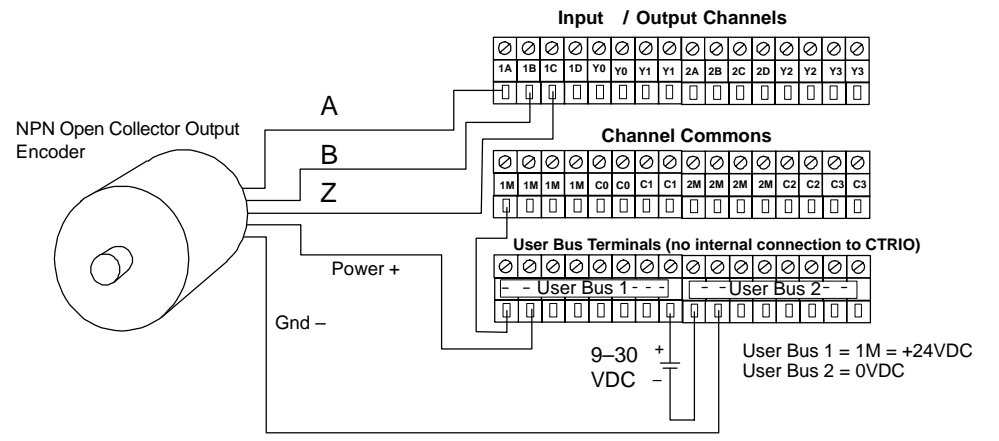 Input / Output Channels
1A 1B 1C 1D Y0 Y0 Y1 Y1 2A 2B 2C 2D Y2 Y2 Y3 Y3
A
NPN Open Collector Output
Encoder
B
Z
Channel Commons
1M 1M 1M 1M C0 C0 C1 C1 2M 2M 2M 2M C2 C2 C3 C3
User Bus Terminals (no internal connection to CTRIO)
User Bus 1 User Bus 2
Power +
Gnd –
9–30
VDC
+
–
User Bus 1 = 1M = +24VDC
User Bus 2 = 0VDC